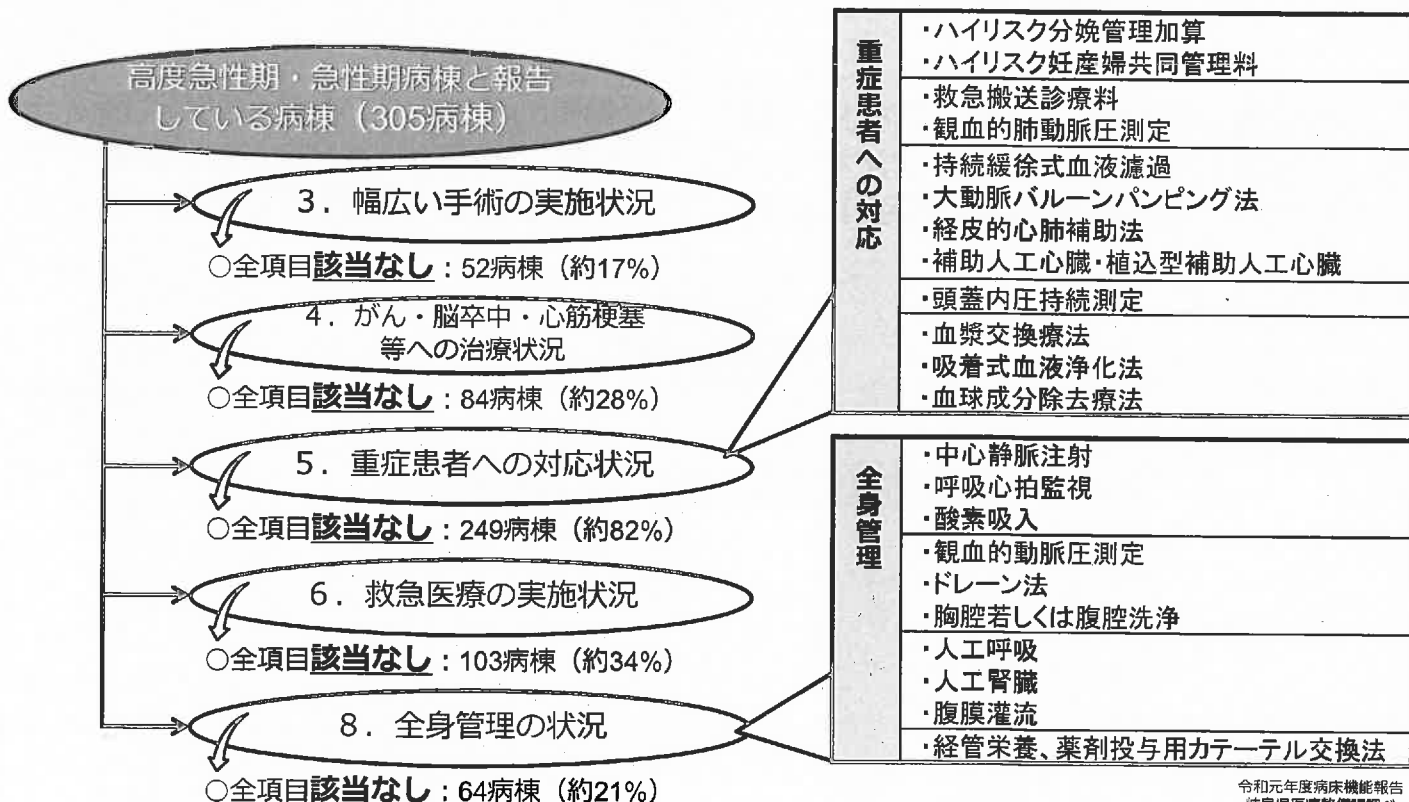 高度急性期・急性期病棟と報告
している病棟（305病棟）
３．幅広い手術の実施状況
○全項目該当なし：52病棟（約17%）
４．がん・脳卒中・心筋梗塞
等への治療状況
○全項目該当なし：84病棟（約28%）
５．重症患者への対応状況
○全項目該当なし：249病棟（約82%）
６．救急医療の実施状況
○全項目該当なし：103病棟（約34%）
８．全身管理の状況
○全項目該当なし：64病棟（約21%）
重症患者への対応
・ハイリスク分娩管理加算
・ハイリスク妊産婦共同管理料
・救急搬送診療料
・観血的肺動脈圧測定
・持続緩徐式血液濾過
・大動脈バルーンパンピング法
・経皮的心肺補助法
・補助人工心臓・植込型補助人工心臓
・頭蓋内圧持続測定
・血漿交換療法
・吸着式血液浄化法
・血球成分除去療法
全身管理
・中心静脈注射
・呼吸心拍監視
・酸素吸入
・観血的動脈圧測定
・ドレーン法
・胸腔若しくは腹腔洗浄
・人工呼吸
・人工腎臓
・腹膜灌流
・経管栄養、薬剤投与用カテーテル交換法
令和元年度病床機能報告